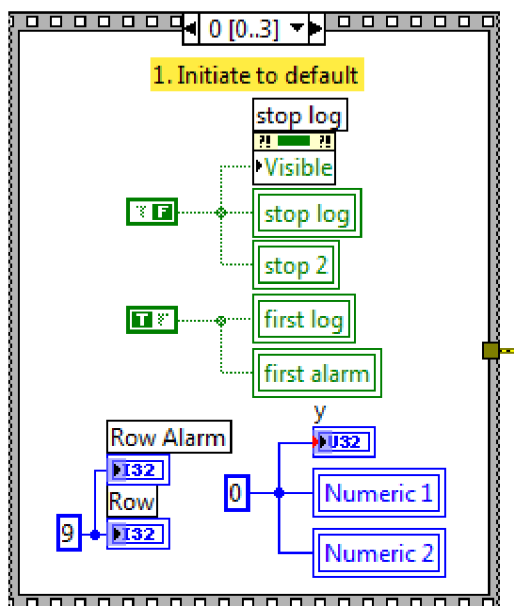 0 [0..3]
1. Initiate to default
stop log
?! ?!
Visible
F
stop log
stop 2
T
first log
first alarm
y
Row Alarm
U32
I32
Row
0
Numeric 1
9
I32
Numeric 2